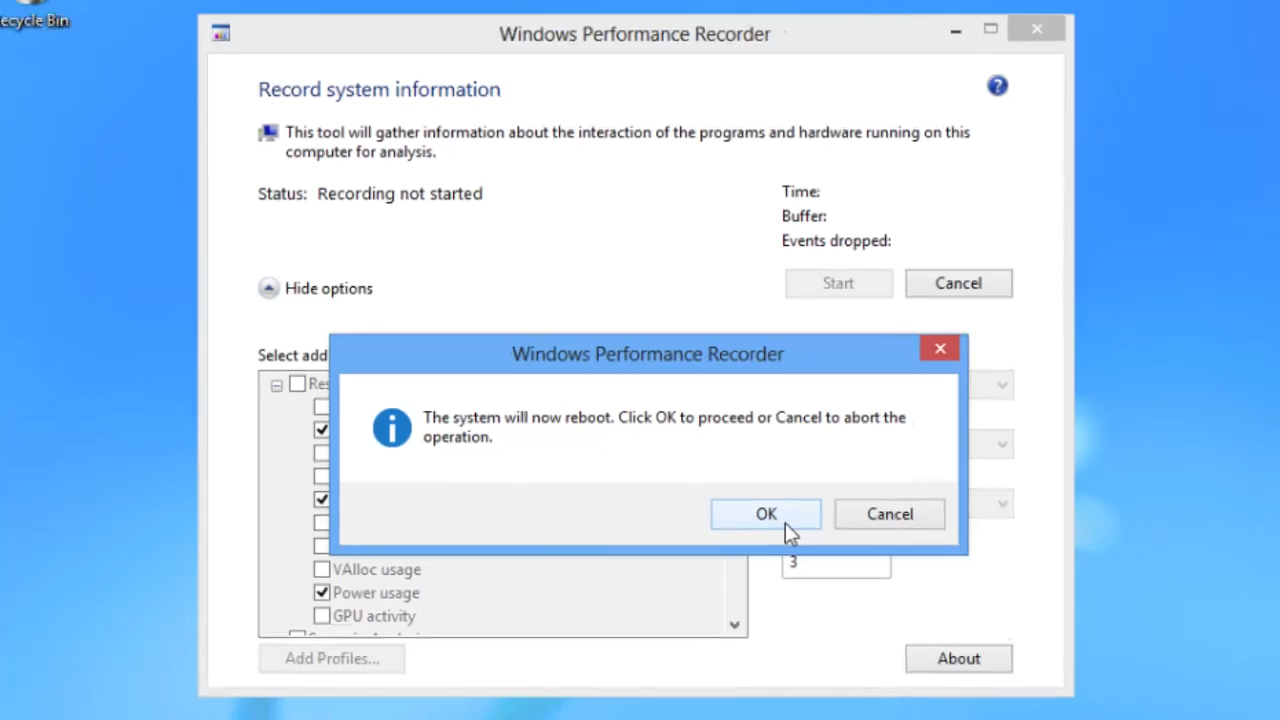 ecycle Bin
Windows Performance Recorder
Record system information
This tool will gather information about the interaction of the programs and hardware running on this
computer for analysis.
Status: Recording not started
Time:
Buffer:
Events dropped:
Hide options
Start
Cancel
Select add
Res
Windows Performance Recorder
The system will now reboot. Click OK to proceed or Cancel to abort the
operation.
OK
Cancel
3
VAlloc usage
Power usage
GPU activity
Add Profiles...
About